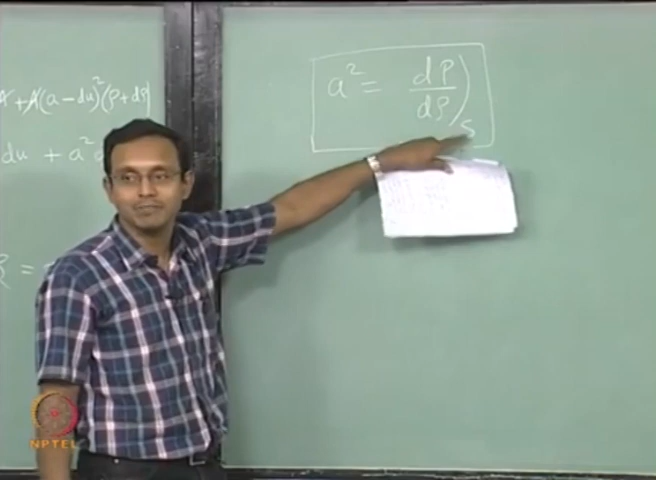 +A(a-du)²(ρ+dρ)
du + a²
=
a² = dP/dρ)s
NPTEL